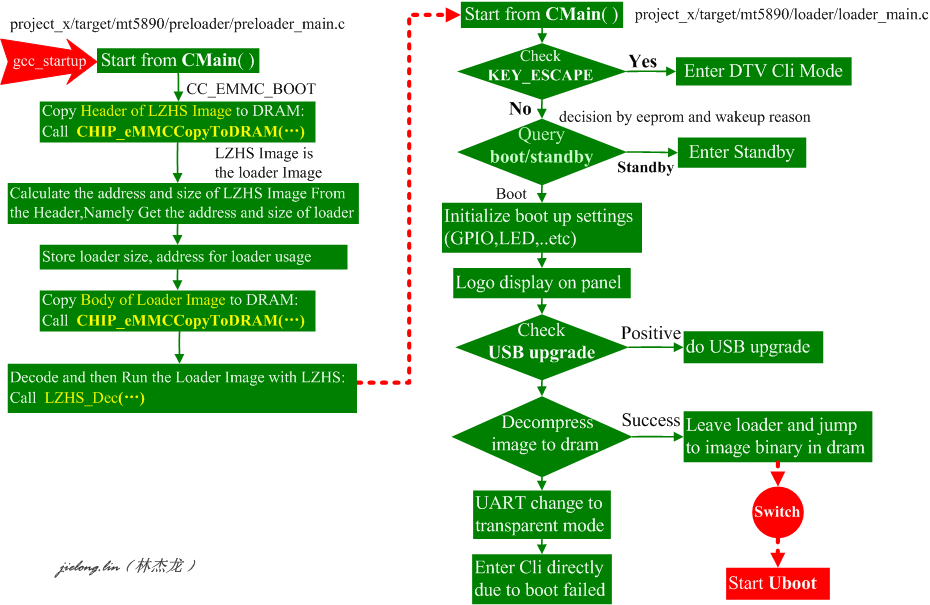 project_x/target/mt5890/preloader/preloader_main.c
gcc_startup
Start from CMain( )
CC_EMMC_BOOT
Copy Header of LZHS Image to DRAM:
Call CHIP_eMMCCopyToDRAM(···)
LZHS Image is
the loader Image
Calculate the address and size of LZHS Image From
the Header,Namely Get the address and size of loader
Store loader size, address for loader usage
Copy Body of Loader Image to DRAM:
Call CHIP_eMMCCopyToDRAM(···)
Decode and then Run the Loader Image with LZHS:
Call LZHS_Dec(···)
jielong.lin (林杰龙)
Start from CMain( )
project_x/target/mt5890/loader/loader_main.c
Check
KEY_ESCAPE
Yes
Enter DTV Cli Mode
No
decision by eeprom and wakeup reason
Query
boot/standby
Standby
Enter Standby
Boot
Initialize boot up settings
(GPIO,LED,..etc)
Logo display on panel
Check
USB upgrade
Positive
do USB upgrade
Decompress
image to dram
Success
Leave loader and jump
to image binary in dram
Switch
Start Uboot
UART change to
transparent mode
Enter Cli directly
due to boot failed